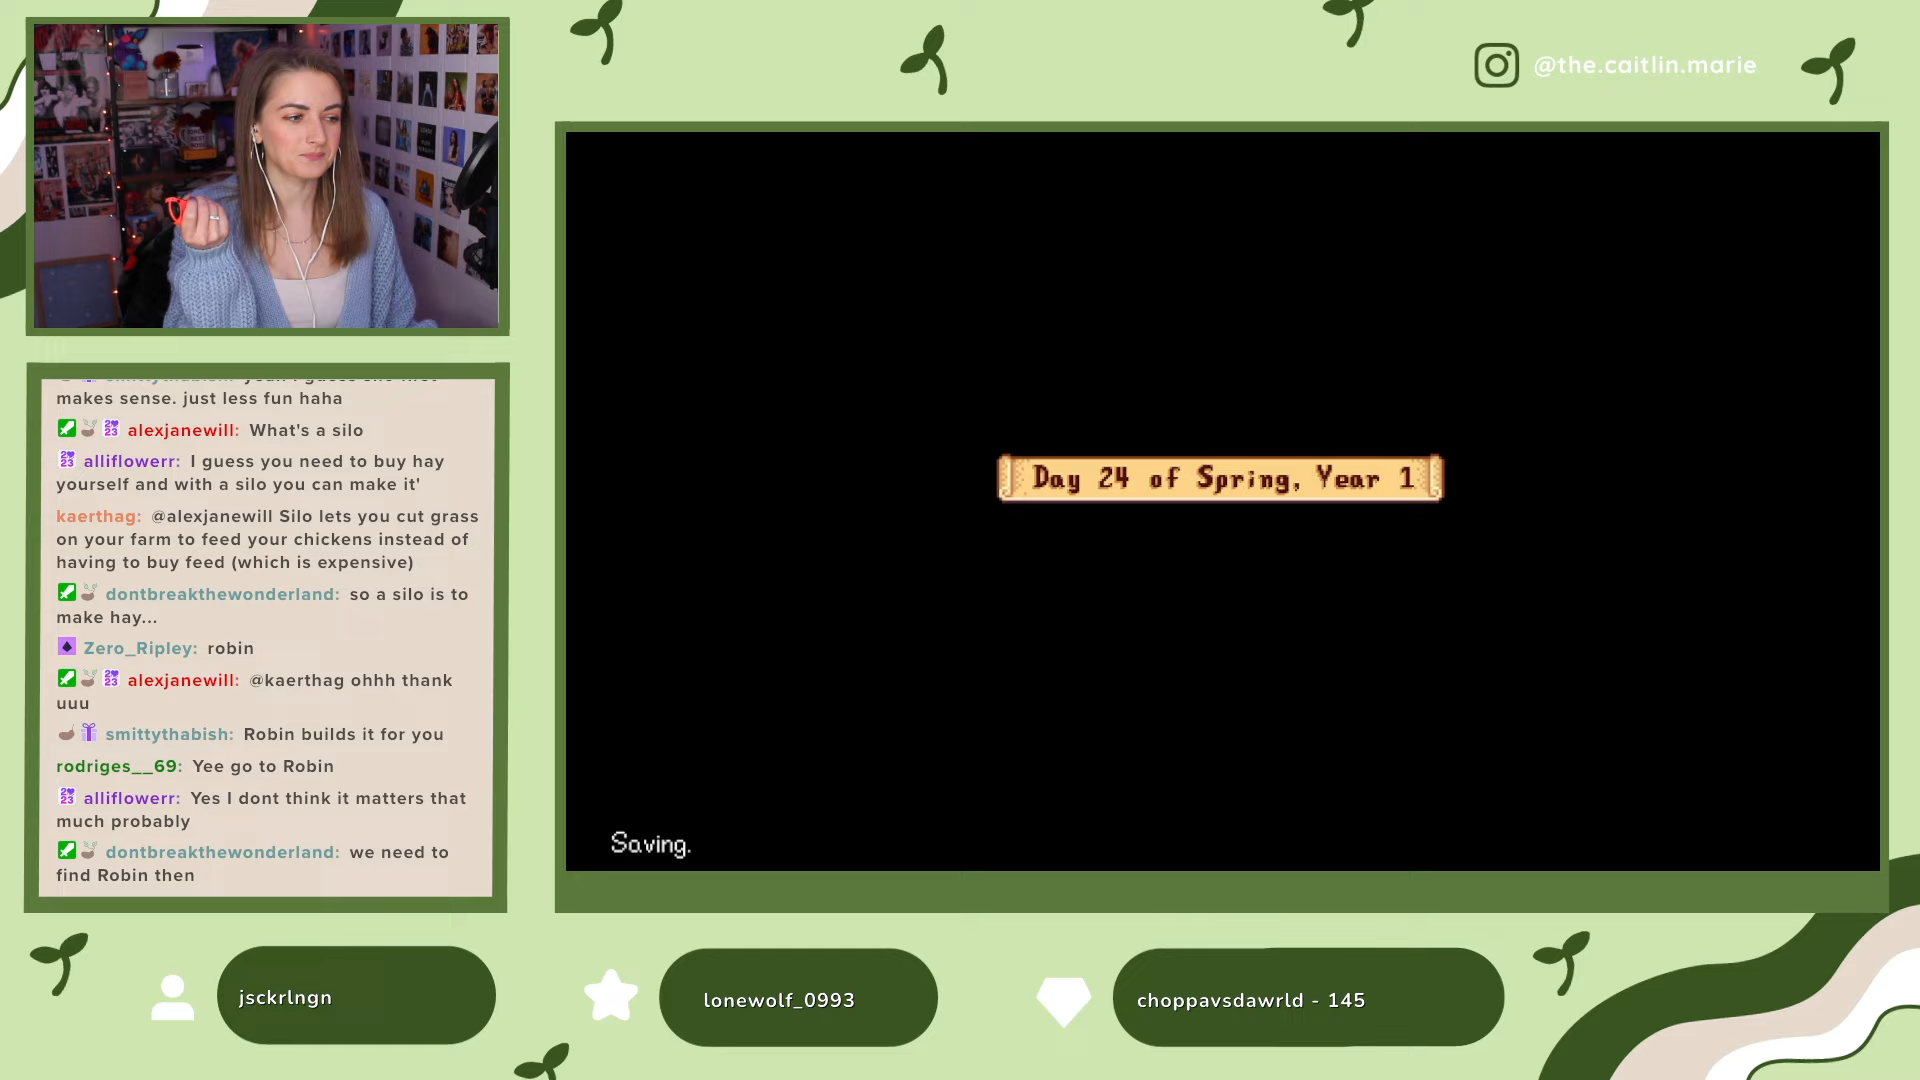 @the.caitlin.marie
makes sense. just less fun haha
alexjanewill: What's a silo
alliflowerr: I guess you need to buy hay
yourself and with a silo you can make it'
kaerthag: @alexjanewill Silo lets you cut grass
on your farm to feed your chickens instead of
having to buy feed (which is expensive)
dontbreakthewonderland: so a silo is to
make hay...
Zero_Ripley: robin
alexjanewill: @kaerthag ohhh thank
uuu
smittythabish: Robin builds it for you
rodriges__69: Yee go to Robin
alliflowerr: Yes I dont think it matters that
much probably
dontbreakthewonderland: we need to
find Robin then
Day 24 of Spring, Year 1
Saving.
jsckrlngn
lonewolf_0993
choppavsdawrld - 145